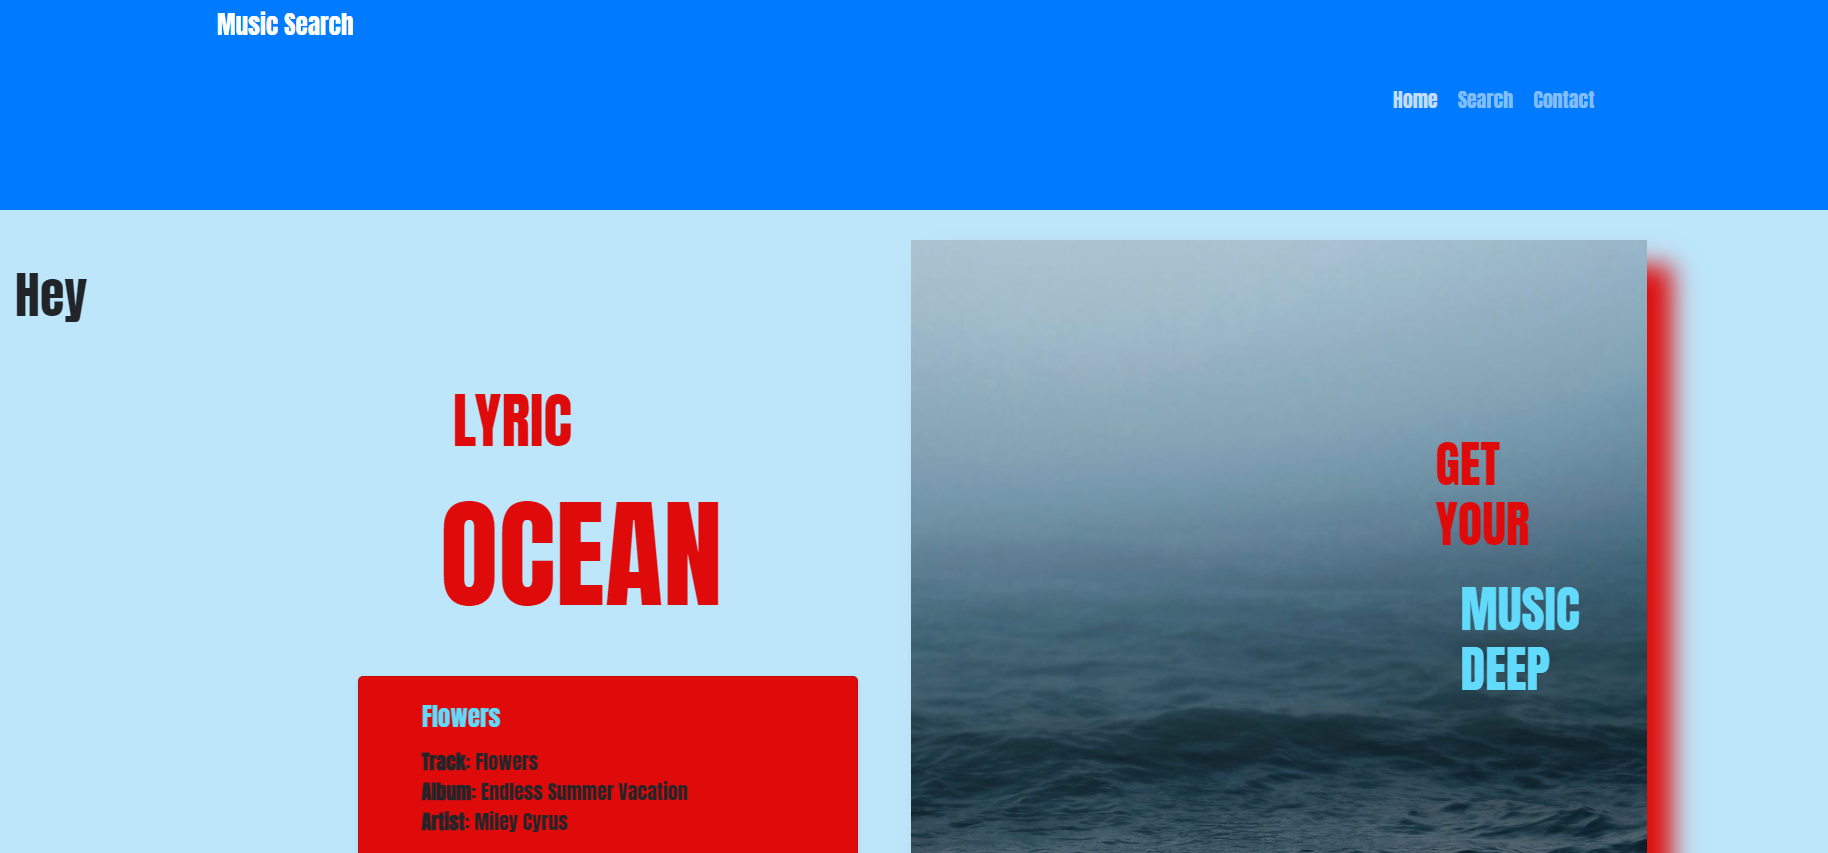 Music Search
Home Search Contact
Hey
LYRIC
OCEAN
GET
YOUR
MUSIC
DEEP
Flowers
Track: Flowers
Album: Endless Summer Vacation
Artist: Miley Cyrus